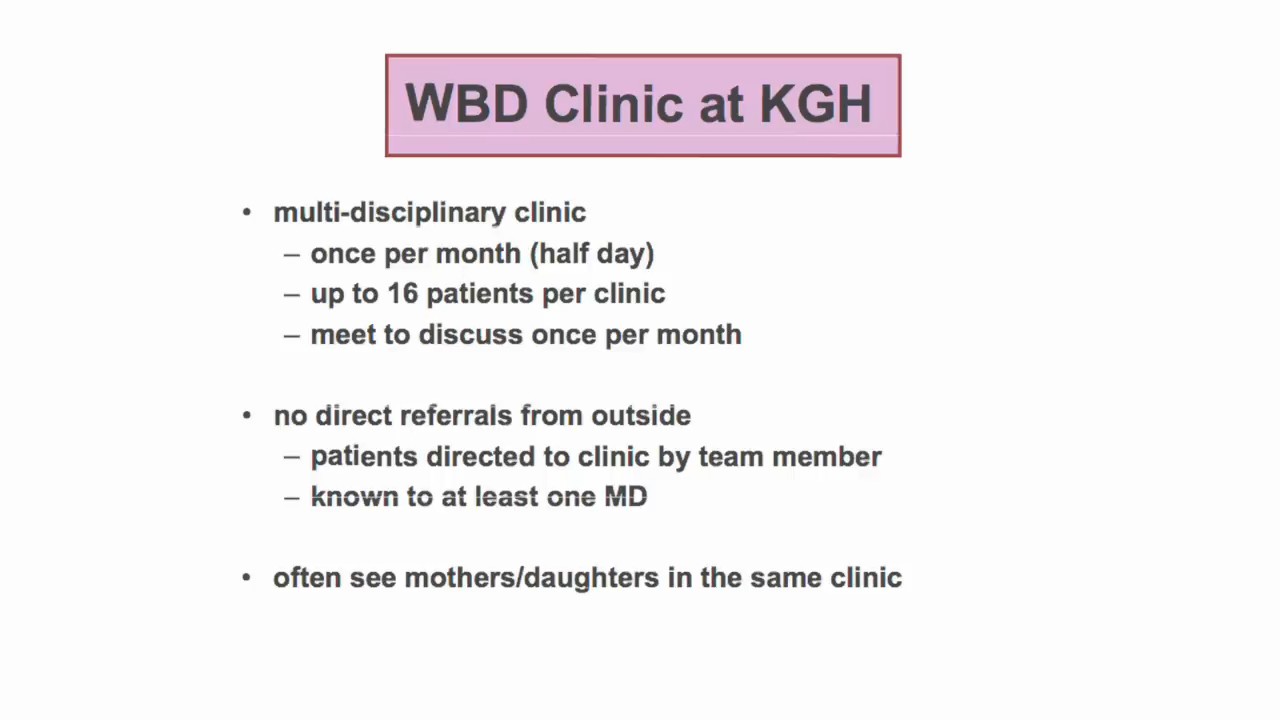 WBD Clinic at KGH
• multi-disciplinary clinic
– once per month (half day)
– up to 16 patients per clinic
– meet to discuss once per month
• no direct referrals from outside
– patients directed to clinic by team member
– known to at least one MD
• often see mothers/daughters in the same clinic